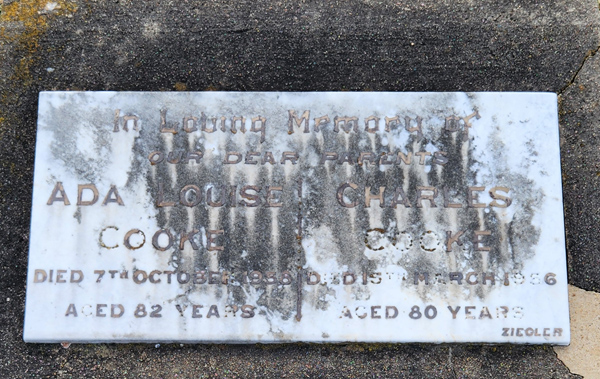 In Loving Memory of
OUR DEAR PARENTS
ADA LOUISE
COOKE
DIED 7TH OCTOBER
AGED 82 YEARS
CHARLES
COOKE
DIED 15TH MARCH 1956
AGED 80 YEARS
ZIEGLER